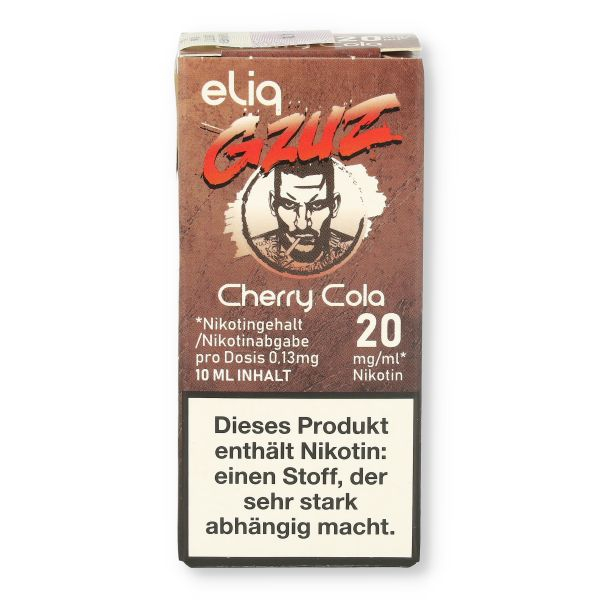 eLiq
GZUZ
Cherry Cola
*Nikotingehalt
/Nikotinabgabe
pro Dosis 0,13mg
10 ML INHALT
20
mg/ml*
Nikotin
Dieses Produkt
enthält Nikotin:
einen Stoff, der
sehr stark
abhängig macht.